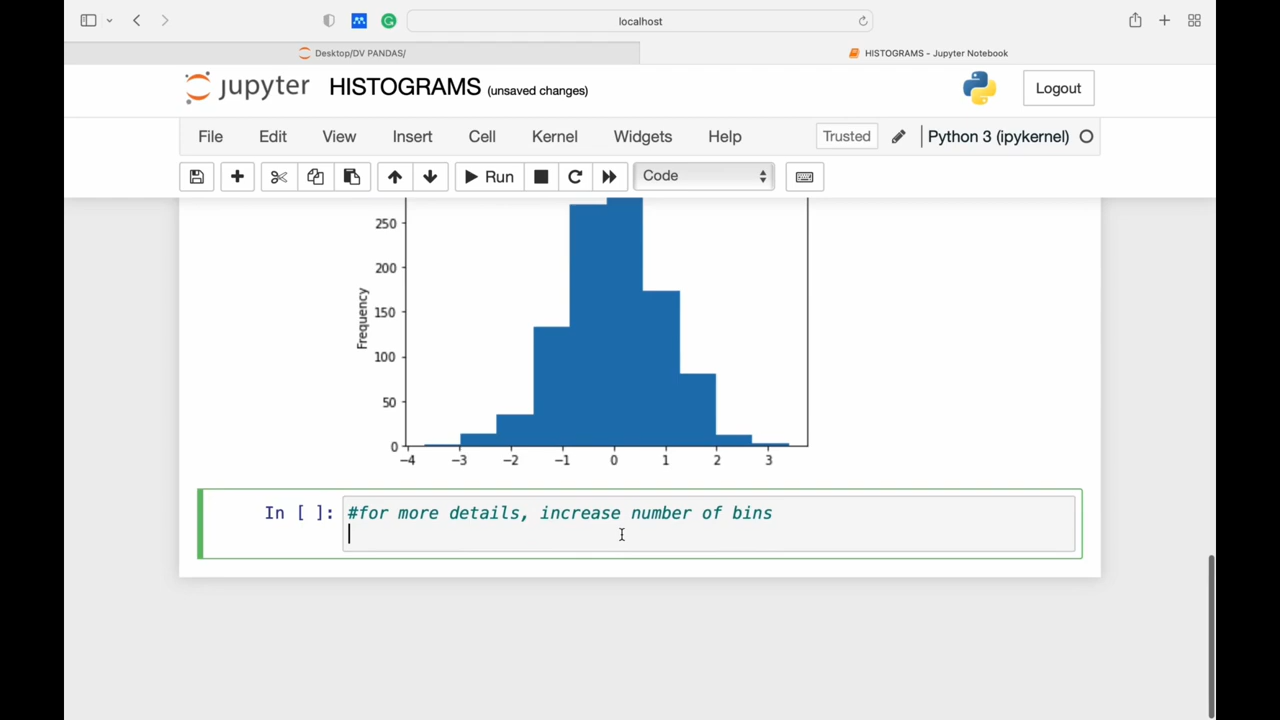 localhost
Desktop/DV PANDAS/
HISTOGRAMS - Jupyter Notebook
jupyter HISTOGRAMS (unsaved changes)
Logout
File Edit View Insert Cell Kernel Widgets Help Trusted Python 3 (ipykernel)
Run Code
250
200
150
100
50
0
Frequency
−4 −3 −2 −1 0 1 2 3
In [ ]: #for more details, increase number of bins